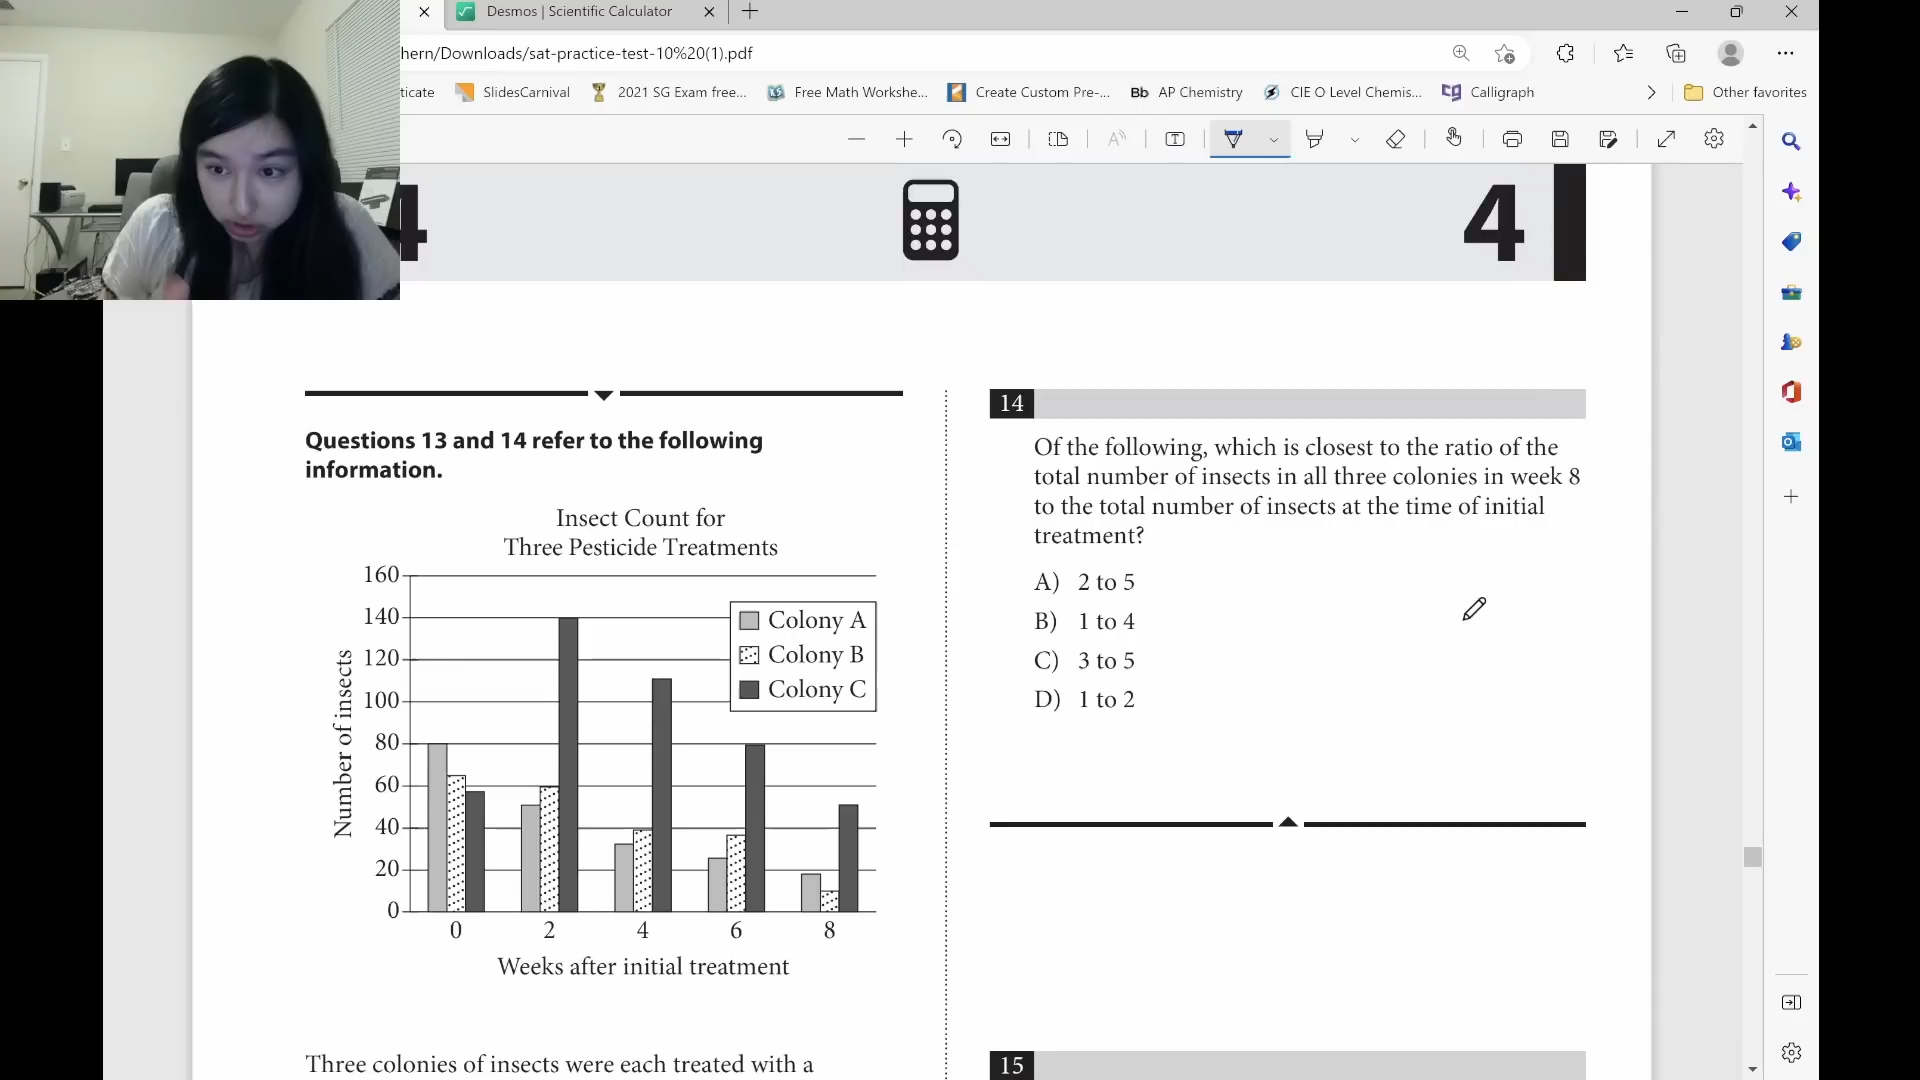 Desmos | Scientific Calculator
hern/Downloads/sat-practice-test-10%20(1).pdf
ticate
SlidesCarnival
2021 SG Exam free...
Free Math Workshe...
Create Custom Pre-...
Bb AP Chemistry
CIE O Level Chemis...
Calligraph
Other favorites
4
4
Questions 13 and 14 refer to the following
information.
Insect Count for
Three Pesticide Treatments
Number of insects
160
140
120
100
80
60
40
20
0
Colony A
Colony B
Colony C
0 2 4 6 8
Weeks after initial treatment
Three colonies of insects were each treated with a
14
Of the following, which is closest to the ratio of the
total number of insects in all three colonies in week 8
to the total number of insects at the time of initial
treatment?
A) 2 to 5
B) 1 to 4
C) 3 to 5
D) 1 to 2
15